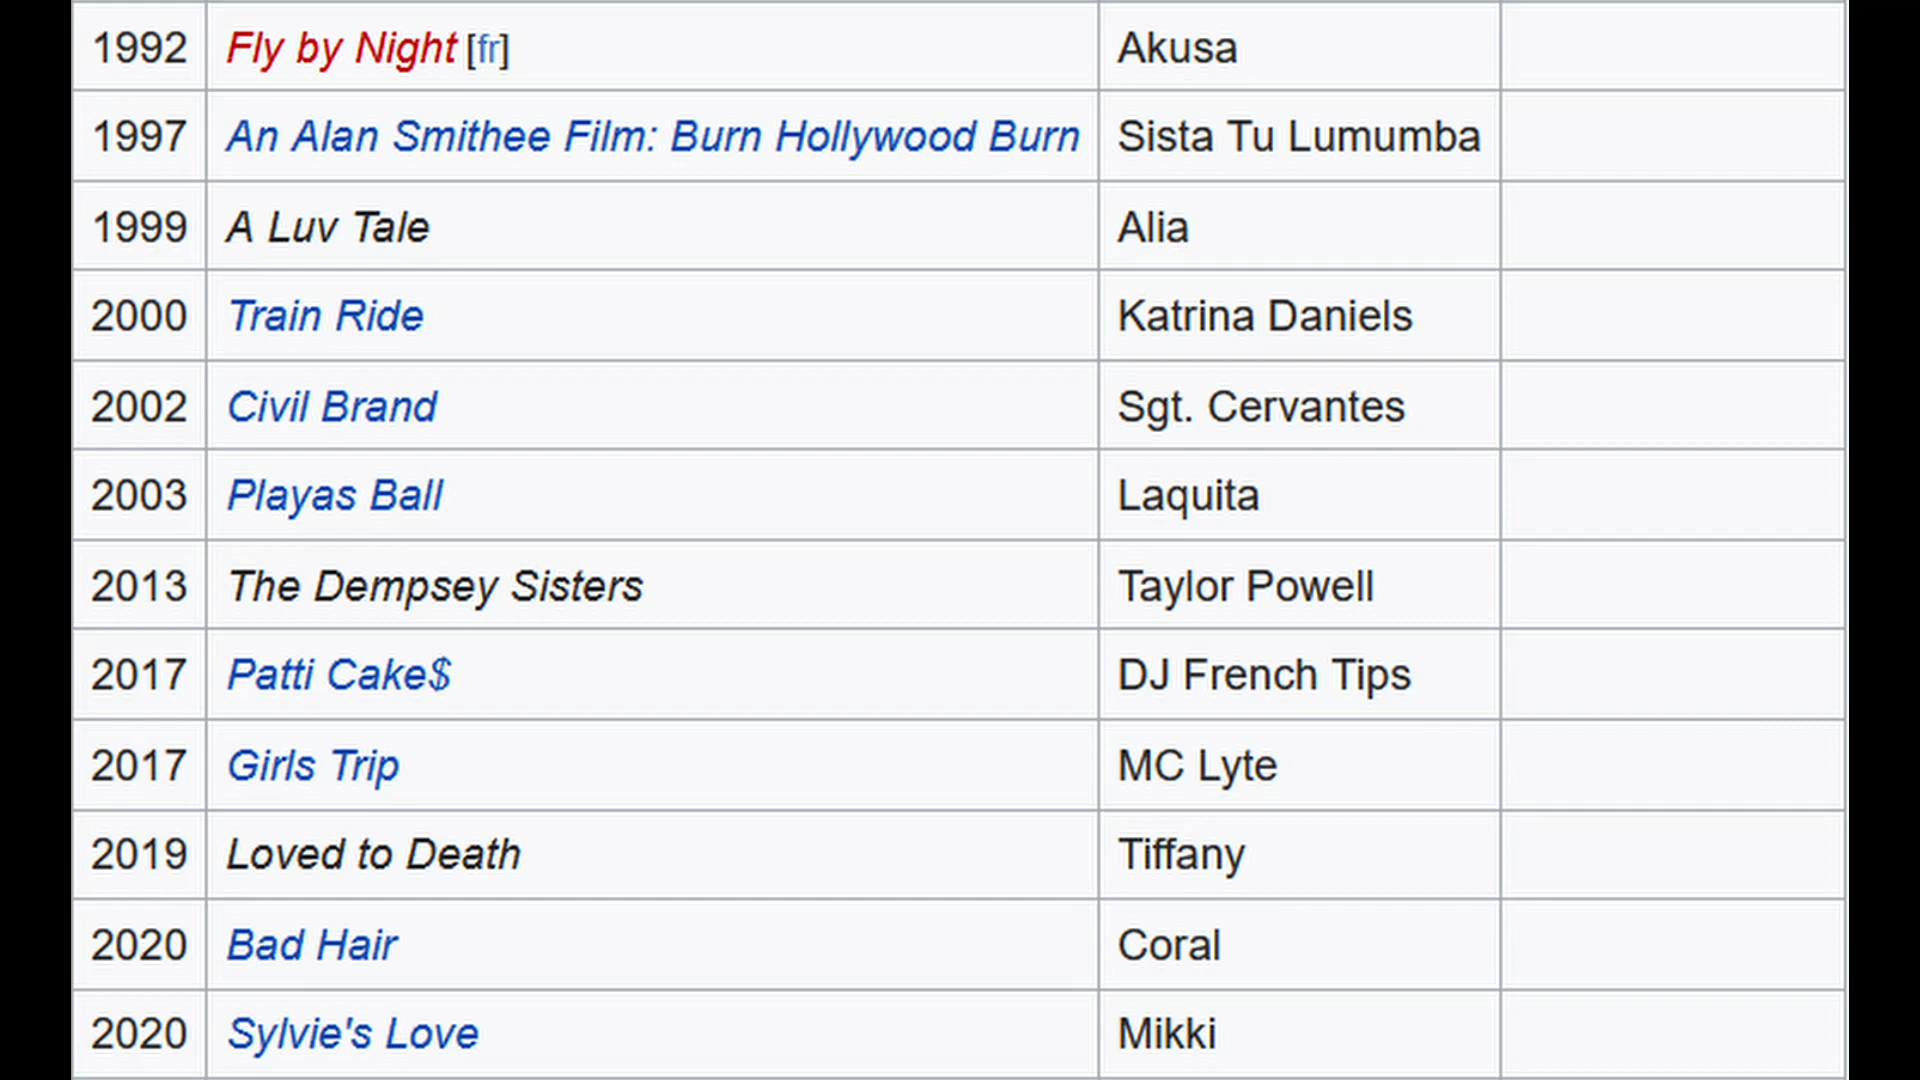 1992 Fly by Night [fr] Akusa
1997 An Alan Smithee Film: Burn Hollywood Burn Sista Tu Lumumba
1999 A Luv Tale Alia
2000 Train Ride Katrina Daniels
2002 Civil Brand Sgt. Cervantes
2003 Playas Ball Laquita
2013 The Dempsey Sisters Taylor Powell
2017 Patti Cake$ DJ French Tips
2017 Girls Trip MC Lyte
2019 Loved to Death Tiffany
2020 Bad Hair Coral
2020 Sylvie's Love Mikki